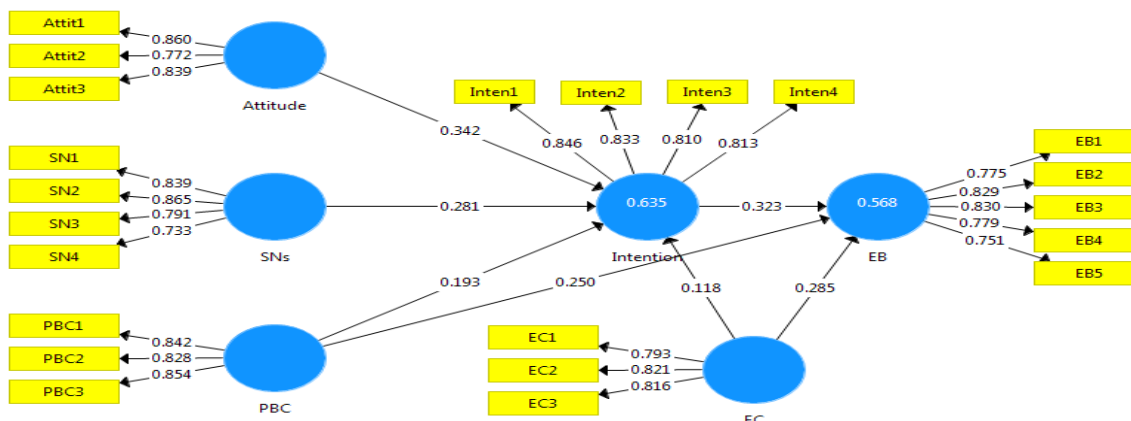 Attit1
Attit2
Attit3
0.860
0.772
0.839
Attitude
0.342
SN1
SN2
SN3
SN4
0.839
0.865
0.791
0.733
SNs
0.281
PBC1
PBC2
PBC3
0.842
0.828
0.854
PBC
0.193
0.250
Inten1
Inten2
Inten3
Inten4
0.846
0.833
0.810
0.813
0.635
Intention
0.323
0.118
0.285
EC1
EC2
EC3
0.793
0.821
0.816
EC
0.568
EB
0.775
0.829
0.830
0.779
0.751
EB1
EB2
EB3
EB4
EB5